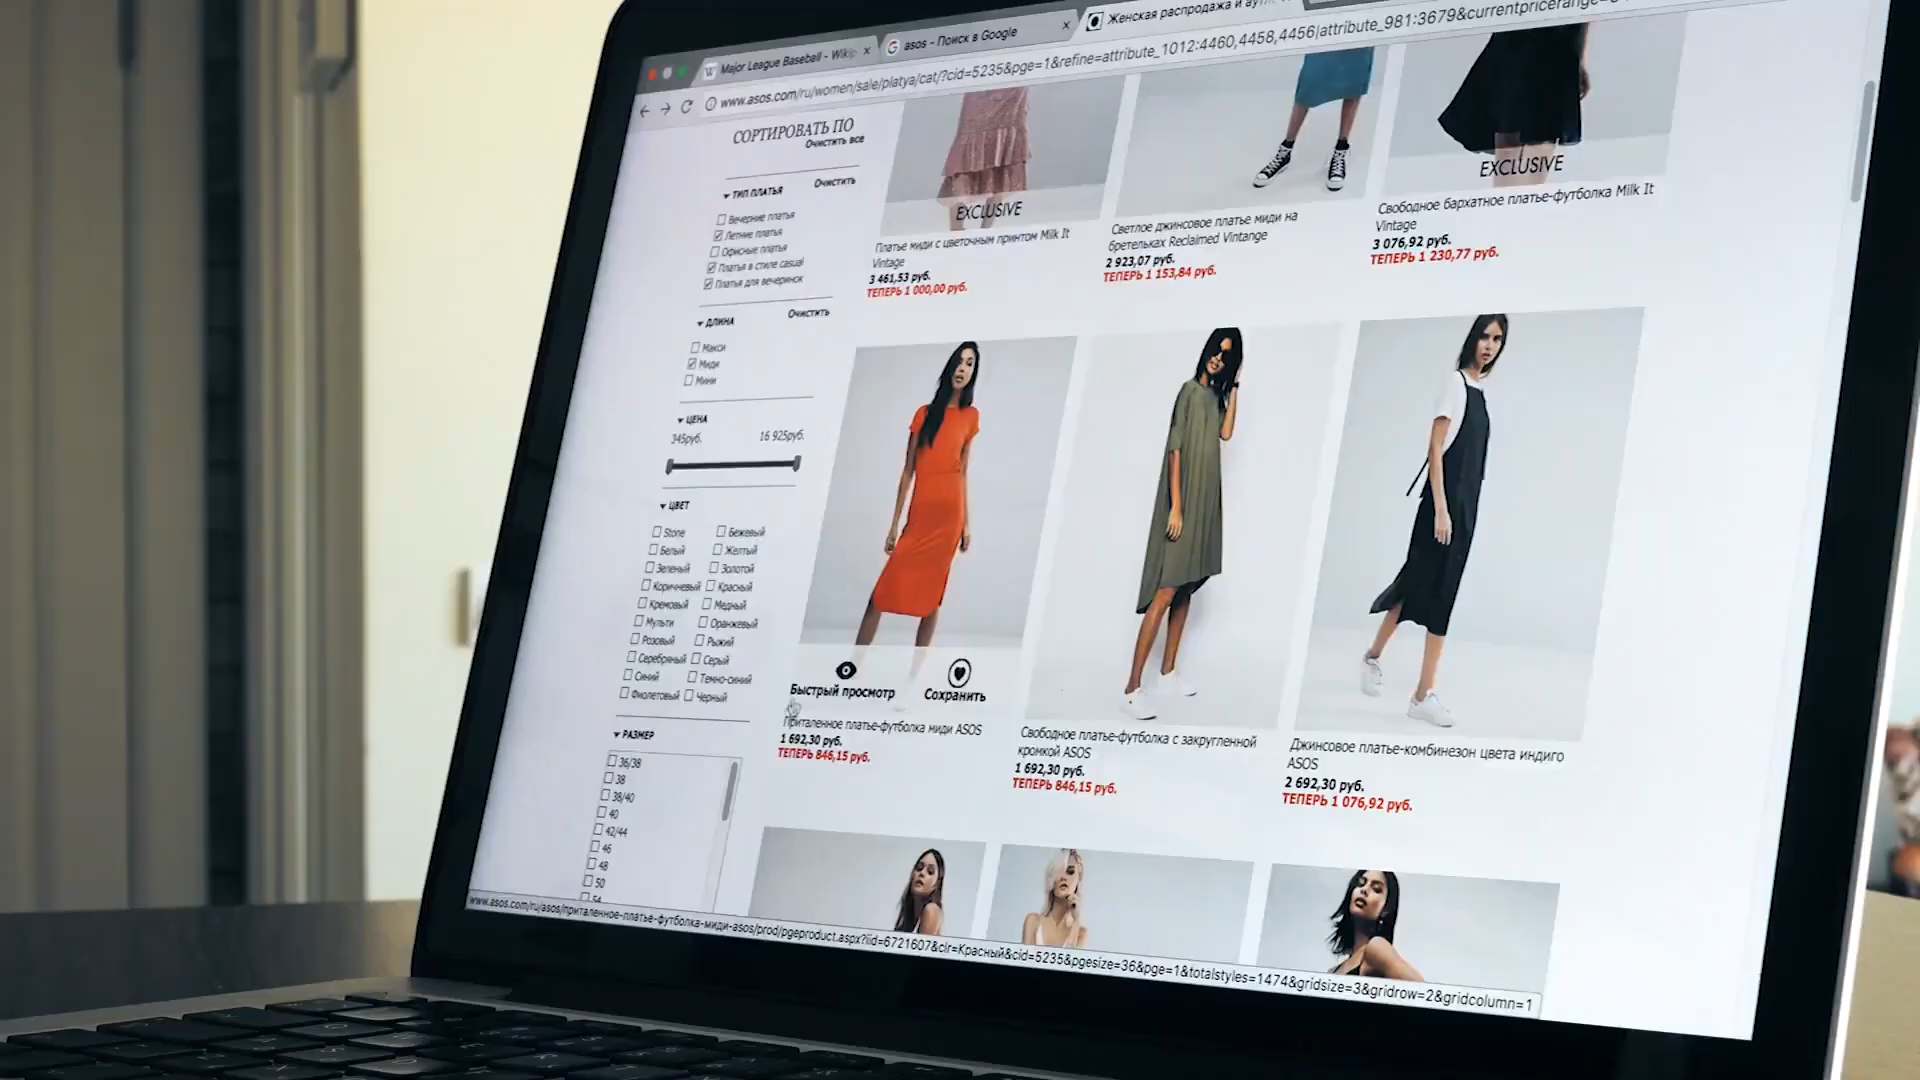 Major League Baseball - Wikip
asos - Поиск в Google
Женская распродажа и аут
www.asos.com/ru/women/sale/platya/cat/?cid=5235&pge=1&refine=attribute_1012:4460,4458,4456|attribute_981:3679&currentpricerange=
СОРТИРОВАТЬ ПО
Очистить все
ТИП ПЛАТЬЯ
Очистить
Вечерние платья
Летние платья
Офисные платья
Платья в стиле casual
Платья для вечеринок
ДЛИНА
Очистить
Макси
Миди
Мини
ЦЕНА
345руб.
16 925руб.
ЦВЕТ
Stone
Бежевый
Белый
Желтый
Зеленый
Золотой
Коричневый
Красный
Кремовый
Медный
Мульти
Оранжевый
Розовый
Рыжий
Серебряный
Серый
Синий
Темно-синий
Фиолетовый
Черный
РАЗМЕР
36/38
38
38/40
40
42/44
46
48
50
54
EXCLUSIVE
Платье миди с цветочным принтом Milk It
Vintage
3 461,53 руб.
ТЕПЕРЬ 1 000,00 руб.
Светлое джинсовое платье миди на
бретельках Reclaimed Vintange
2 923,07 руб.
ТЕПЕРЬ 1 153,84 руб.
EXCLUSIVE
Свободное бархатное платье-футболка Milk It
Vintage
3 076,92 руб.
ТЕПЕРЬ 1 230,77 руб.
Быстрый просмотр
Сохранить
Приталенное платье-футболка миди ASOS
1 692,30 руб.
ТЕПЕРЬ 846,15 руб.
Свободное платье-футболка с закругленной
кромкой ASOS
1 692,30 руб.
ТЕПЕРЬ 846,15 руб.
Джинсовое платье-комбинезон цвета индиго
ASOS
2 692,30 руб.
ТЕПЕРЬ 1 076,92 руб.
www.asos.com/ru/asos/приталенное-платье-футболка-миди-asos/prod/pgeproduct.aspx?iid=6721607&clr=Красный&cid=5235&pgesize=36&pge=1&totalstyles=1474&gridsize=3&gridrow=2&gridcolumn=1